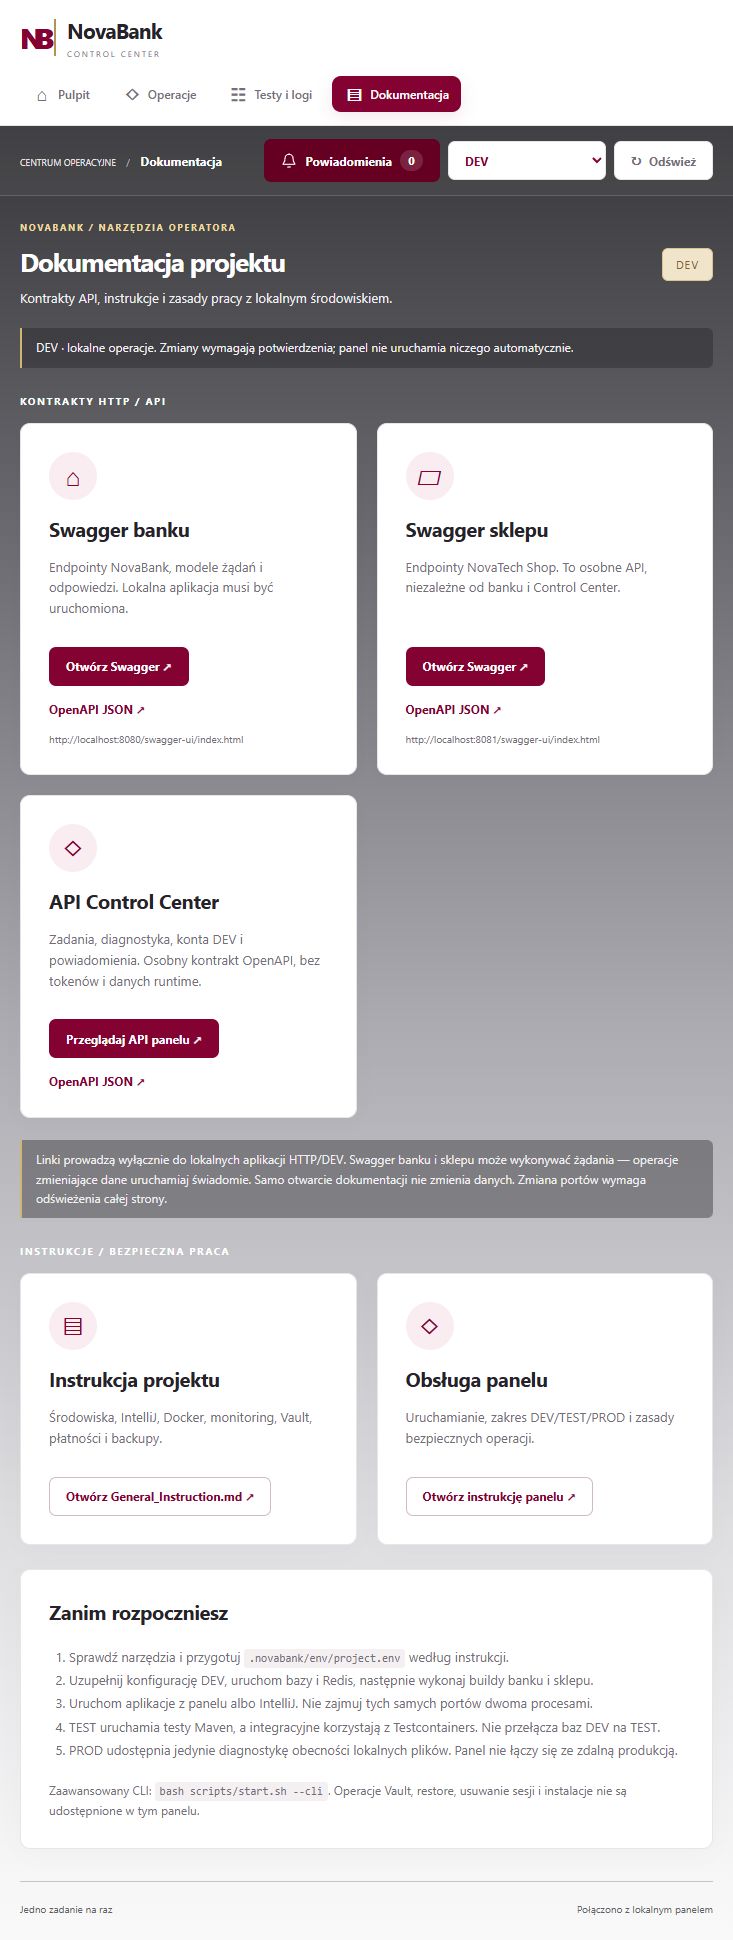 NB NovaBank
CONTROL CENTER
Pulpit
Operacje
Testy i logi
Dokumentacja
CENTRUM OPERACYJNE / Dokumentacja
Powiadomienia 0
DEV
Odśwież
NOVABANK / NARZĘDZIA OPERATORA
Dokumentacja projektu
DEV
Kontrakty API, instrukcje i zasady pracy z lokalnym środowiskiem.
DEV · lokalne operacje. Zmiany wymagają potwierdzenia; panel nie uruchamia niczego automatycznie.
KONTRAKTY HTTP / API
Swagger banku
Endpointy NovaBank, modele żądań i
odpowiedzi. Lokalna aplikacja musi być
uruchomiona.
Otwórz Swagger ↗
OpenAPI JSON ↗
http://localhost:8080/swagger-ui/index.html
Swagger sklepu
Endpointy NovaTech Shop. To osobne API,
niezależne od banku i Control Center.
Otwórz Swagger ↗
OpenAPI JSON ↗
http://localhost:8081/swagger-ui/index.html
API Control Center
Zadania, diagnostyka, konta DEV i
powiadomienia. Osobny kontrakt OpenAPI, bez
tokenów i danych runtime.
Przeglądaj API panelu ↗
OpenAPI JSON ↗
Linki prowadzą wyłącznie do lokalnych aplikacji HTTP/DEV. Swagger banku i sklepu może wykonywać żądania — operacje
zmieniające dane uruchamiaj świadomie. Samo otwarcie dokumentacji nie zmienia danych. Zmiana portów wymaga
odświeżenia całej strony.
INSTRUKCJE / BEZPIECZNA PRACA
Instrukcja projektu
Środowiska, IntelliJ, Docker, monitoring, Vault,
płatności i backupy.
Otwórz General_Instruction.md ↗
Obsługa panelu
Uruchamianie, zakres DEV/TEST/PROD i zasady
bezpiecznych operacji.
Otwórz instrukcję panelu ↗
Zanim rozpoczniesz
1. Sprawdź narzędzia i przygotuj .novabank/env/project.env według instrukcji.
2. Uzupełnij konfigurację DEV, uruchom bazy i Redis, następnie wykonaj buildy banku i sklepu.
3. Uruchom aplikacje z panelu albo IntelliJ. Nie zajmuj tych samych portów dwoma procesami.
4. TEST uruchamia testy Maven, a integracyjne korzystają z Testcontainers. Nie przełącza baz DEV na TEST.
5. PROD udostępnia jedynie diagnostykę obecności lokalnych plików. Panel nie łączy się ze zdalną produkcją.
Zaawansowany CLI: bash scripts/start.sh --cli. Operacje Vault, restore, usuwanie sesji i instalacje nie są
udostępnione w tym panelu.
Jedno zadanie na raz
Połączono z lokalnym panelem